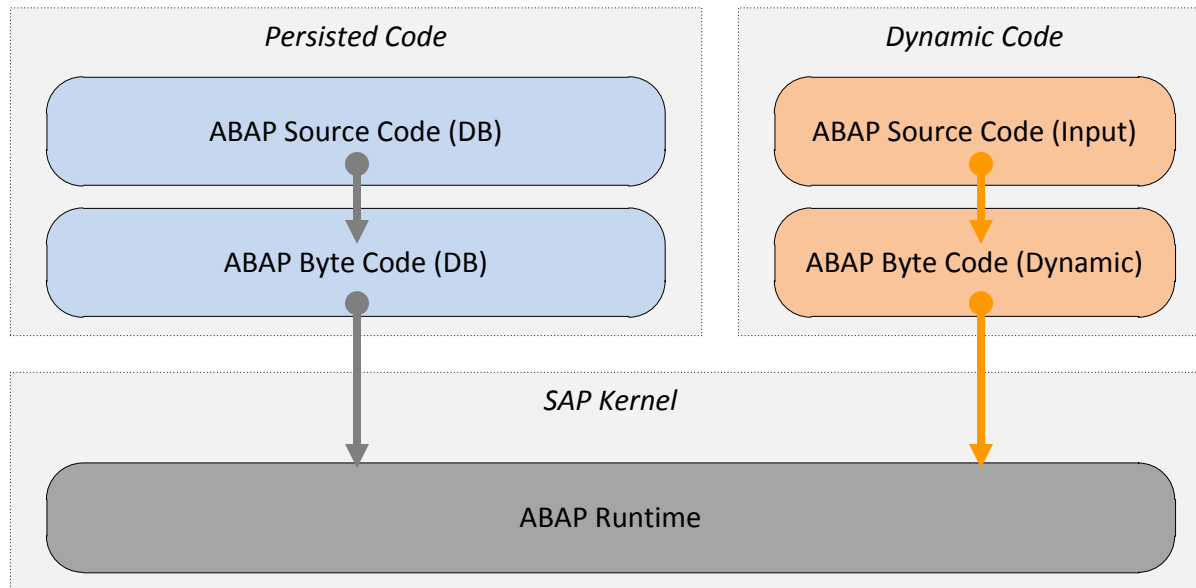 Persisted Code
ABAP Source Code (DB)
ABAP Byte Code (DB)
Dynamic Code
ABAP Source Code (Input)
ABAP Byte Code (Dynamic)
SAP Kernel
ABAP Runtime